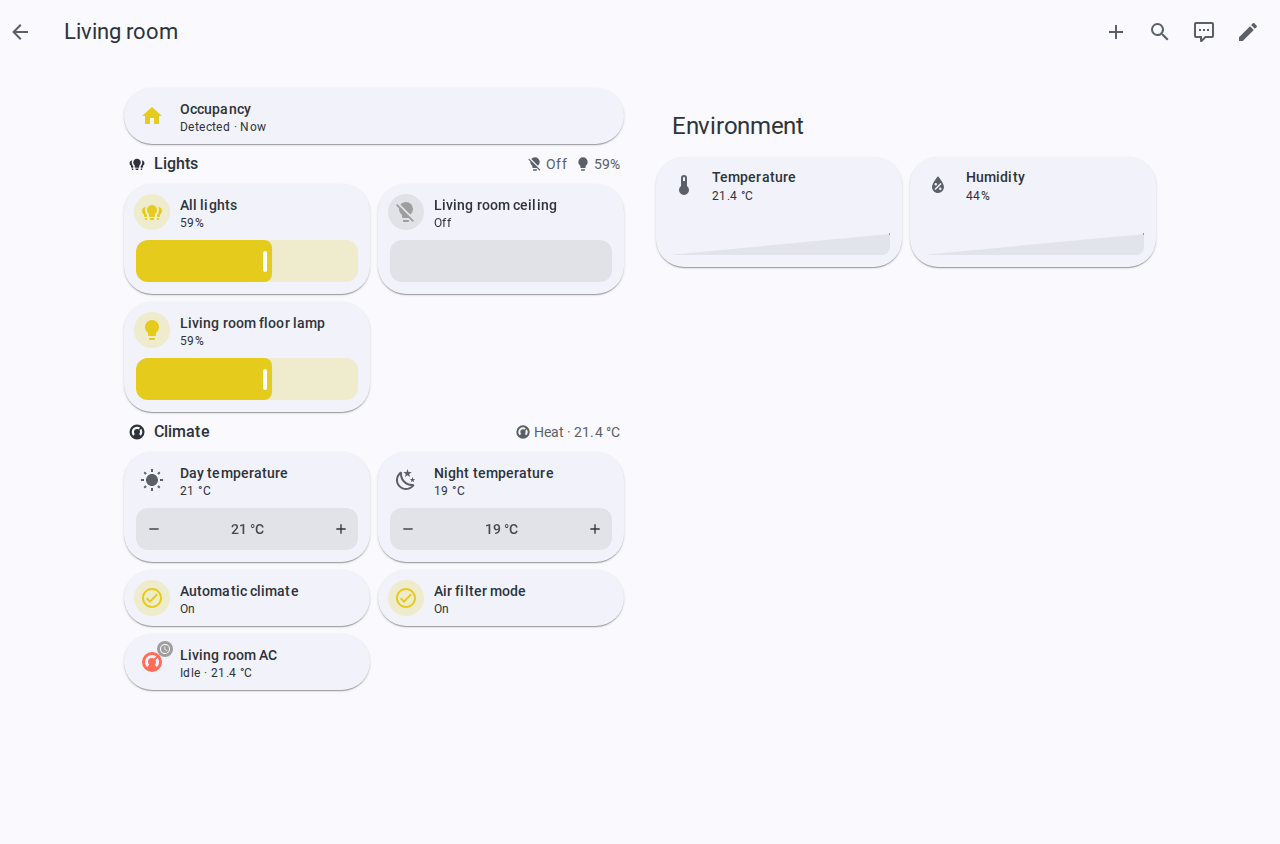 Living room
Occupancy
Detected · Now
Lights
Off
59%
All lights
59%
Living room ceiling
Off
Living room floor lamp
59%
Climate
Heat · 21.4 °C
Day temperature
21 °C
21 °C
Night temperature
19 °C
19 °C
Automatic climate
On
Air filter mode
On
Living room AC
Idle · 21.4 °C
Environment
Temperature
21.4 °C
Humidity
44%